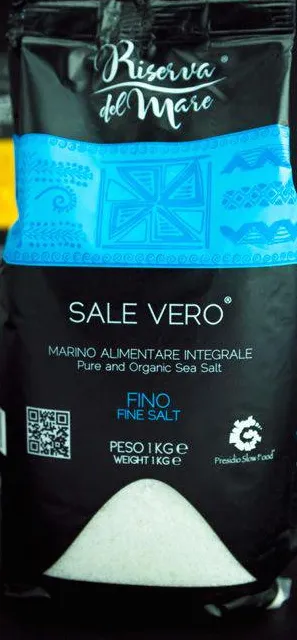 Riserva®
del Mare
SALE VERO®
MARINO ALIMENTARE INTEGRALE
Pure and Organic Sea Salt
FINO
FINE SALT
PESO 1 KG e
WEIGHT 1 KG e
Presidio Slow Food®